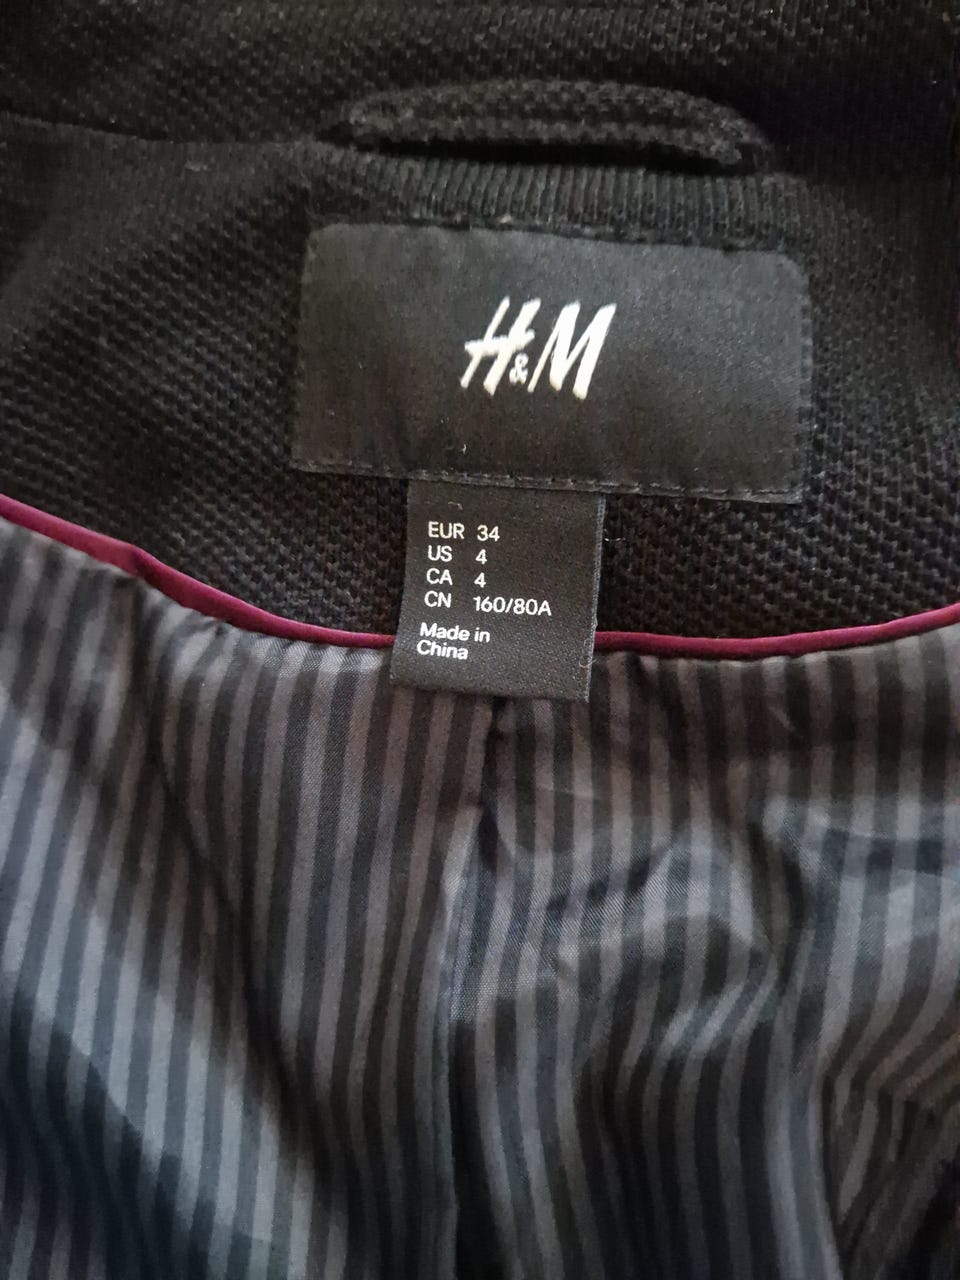 H&M
EUR 34
US 4
CA 4
CN 160/80A
Made in
China